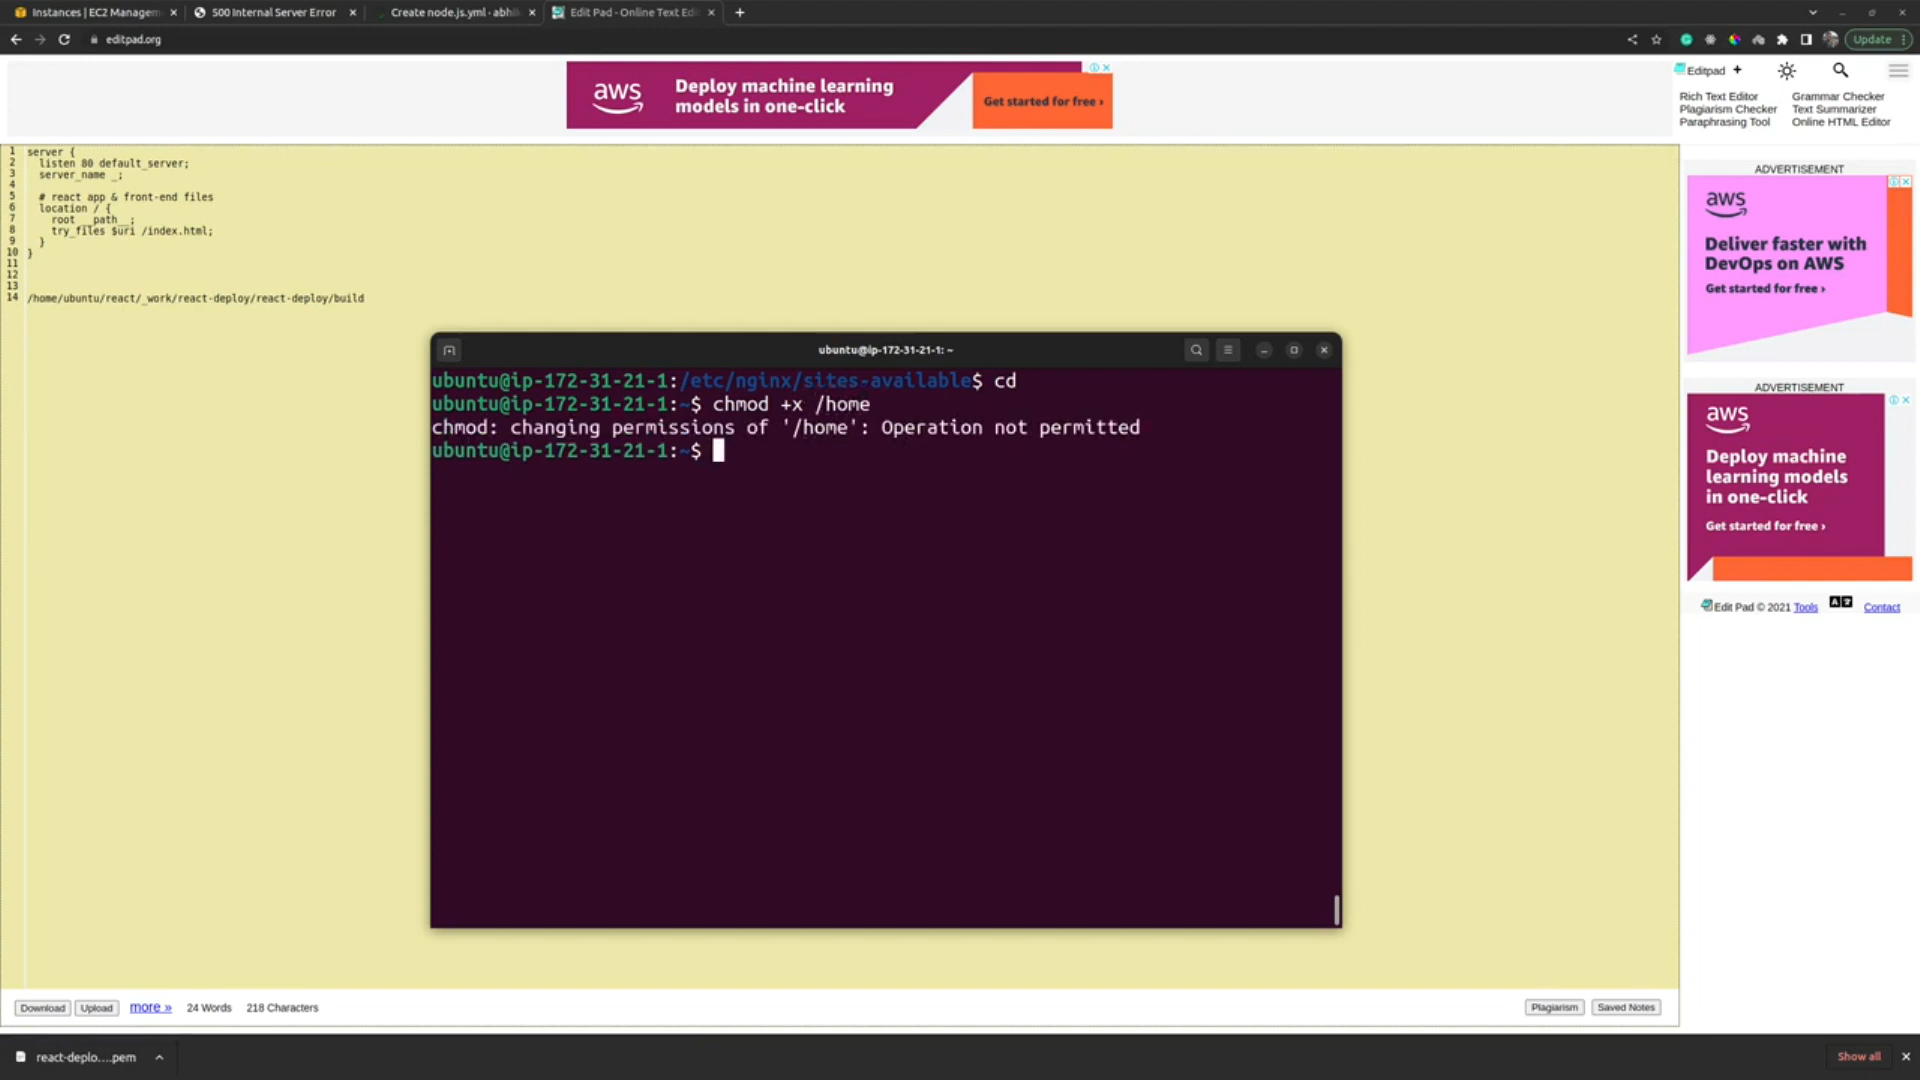 Instances | EC2 Managem
500 Internal Server Error
Create node.js.yml · abhi
Edit Pad - Online Text Edi
editpad.org
Update
aws
Deploy machine learning
models in one-click
Get started for free ›
Editpad +
Rich Text Editor
Grammar Checker
Plagiarism Checker
Text Summarizer
Paraphrasing Tool
Online HTML Editor
1 server {
2 listen 80 default_server;
3 server_name _;
4
5 # react app & front-end files
6 location / {
7 root __path__;
8 try_files $uri /index.html;
9 }
10 }
11
12
13
14 /home/ubuntu/react/_work/react-deploy/react-deploy/build
ADVERTISEMENT
aws
Deliver faster with
DevOps on AWS
Get started for free ›
ADVERTISEMENT
aws
Deploy machine
learning models
in one-click
Get started for free ›
Edit Pad © 2021 Tools
Contact
ubuntu@ip-172-31-21-1: ~
ubuntu@ip-172-31-21-1:/etc/nginx/sites-available$ cd
ubuntu@ip-172-31-21-1:~$ chmod +x /home
chmod: changing permissions of '/home': Operation not permitted
ubuntu@ip-172-31-21-1:~$
Download
Upload
more »
24 Words
218 Characters
Plagiarism
Saved Notes
react-deplo....pem
Show all